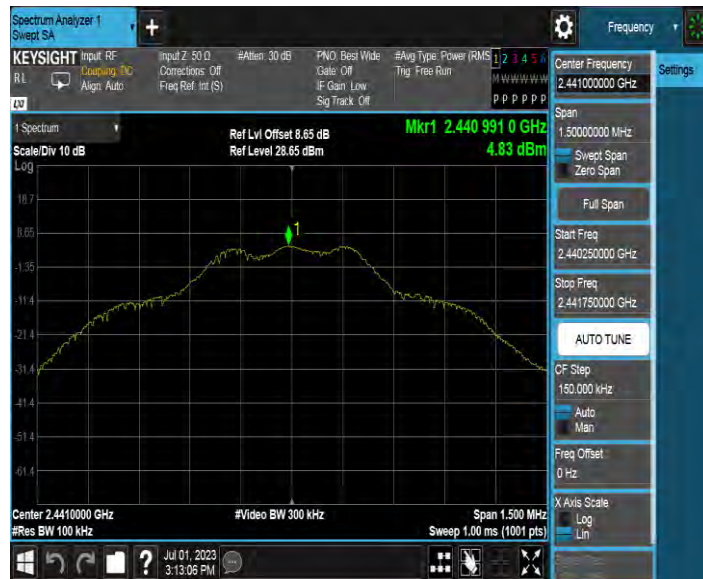 Spectrum Analyzer 1
Swept SA
+
Frequency
KEYSIGHT
RL
LXI
Input: RF
Coupling: DC
Align: Auto
Input Z: 50 Ω
Corrections: Off
Freq Ref: Int (S)
#Atten: 30 dB
PNO: Best Wide
Gate: Off
IF Gain: Low
Sig Track: Off
#Avg Type: Power (RMS
Trig: Free Run
1 2 3 4 5 6
M W W W W W
P P P P P P
1 Spectrum
Scale/Div 10 dB
Log
Ref Lvl Offset 8.65 dB
Ref Level 28.65 dBm
Mkr1 2.440 991 0 GHz
4.83 dBm
1
18.7
8.65
-1.35
-11.4
-21.4
-31.4
-41.4
-51.4
-61.4
Center 2.4410000 GHz
#Res BW 100 kHz
#Video BW 300 kHz
Span 1.500 MHz
Sweep 1.00 ms (1001 pts)
Jul 01, 2023
3:13:06 PM
?
Center Frequency
2.441000000 GHz
Span
1.50000000 MHz
Swept Span
Zero Span
Full Span
Start Freq
2.440250000 GHz
Stop Freq
2.441750000 GHz
AUTO TUNE
CF Step
150.000 kHz
Auto
Man
Freq Offset
0 Hz
X Axis Scale
Log
Lin
Settings